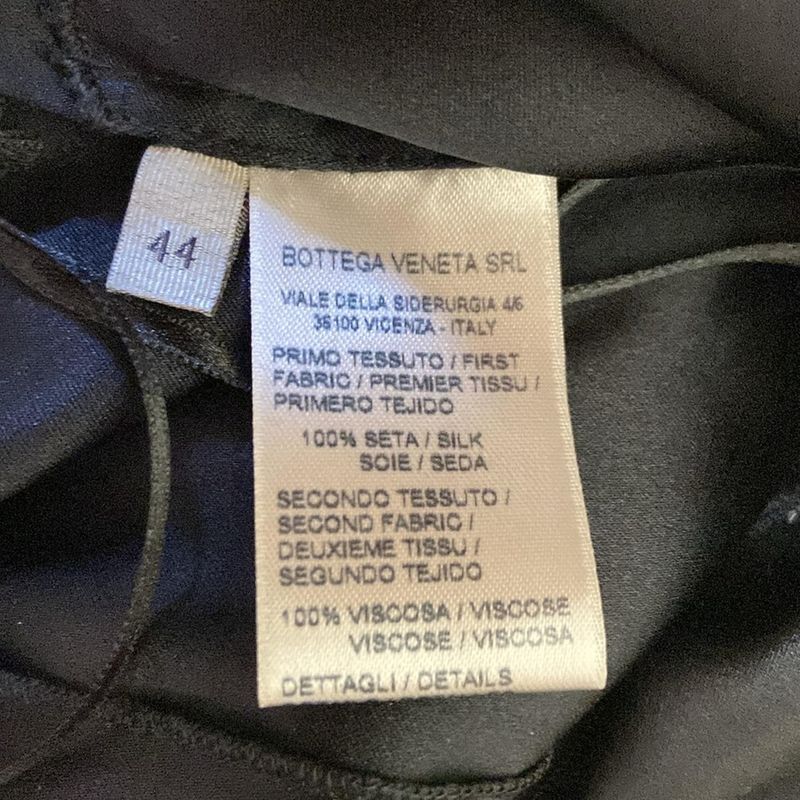 44
BOTTEGA VENETA SRL
VIALE DELLA SIDERURGIA 4/6
36100 VICENZA - ITALY
PRIMO TESSUTO / FIRST
FABRIC / PREMIER TISSU /
PRIMERO TEJIDO
100% SETA / SILK
SOIE / SEDA
SECONDO TESSUTO /
SECOND FABRIC /
DEUXIEME TISSU /
SEGUNDO TEJIDO
100% VISCOSA / VISCOSE
VISCOSE / VISCOSA
DETTAGLI / DETAILS